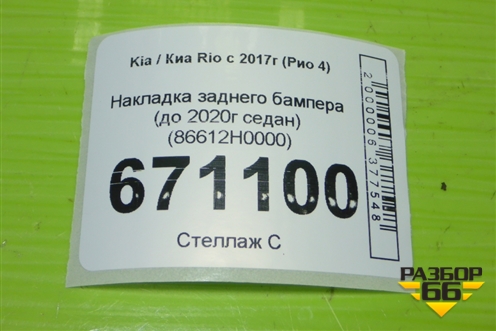 Kia / Киа Rio с 2017г (Рио 4)
Накладка заднего бампера
(до 2020г седан)
(86612H0000)
671100
Стеллаж С
2000006377548
РАЗБОР
66